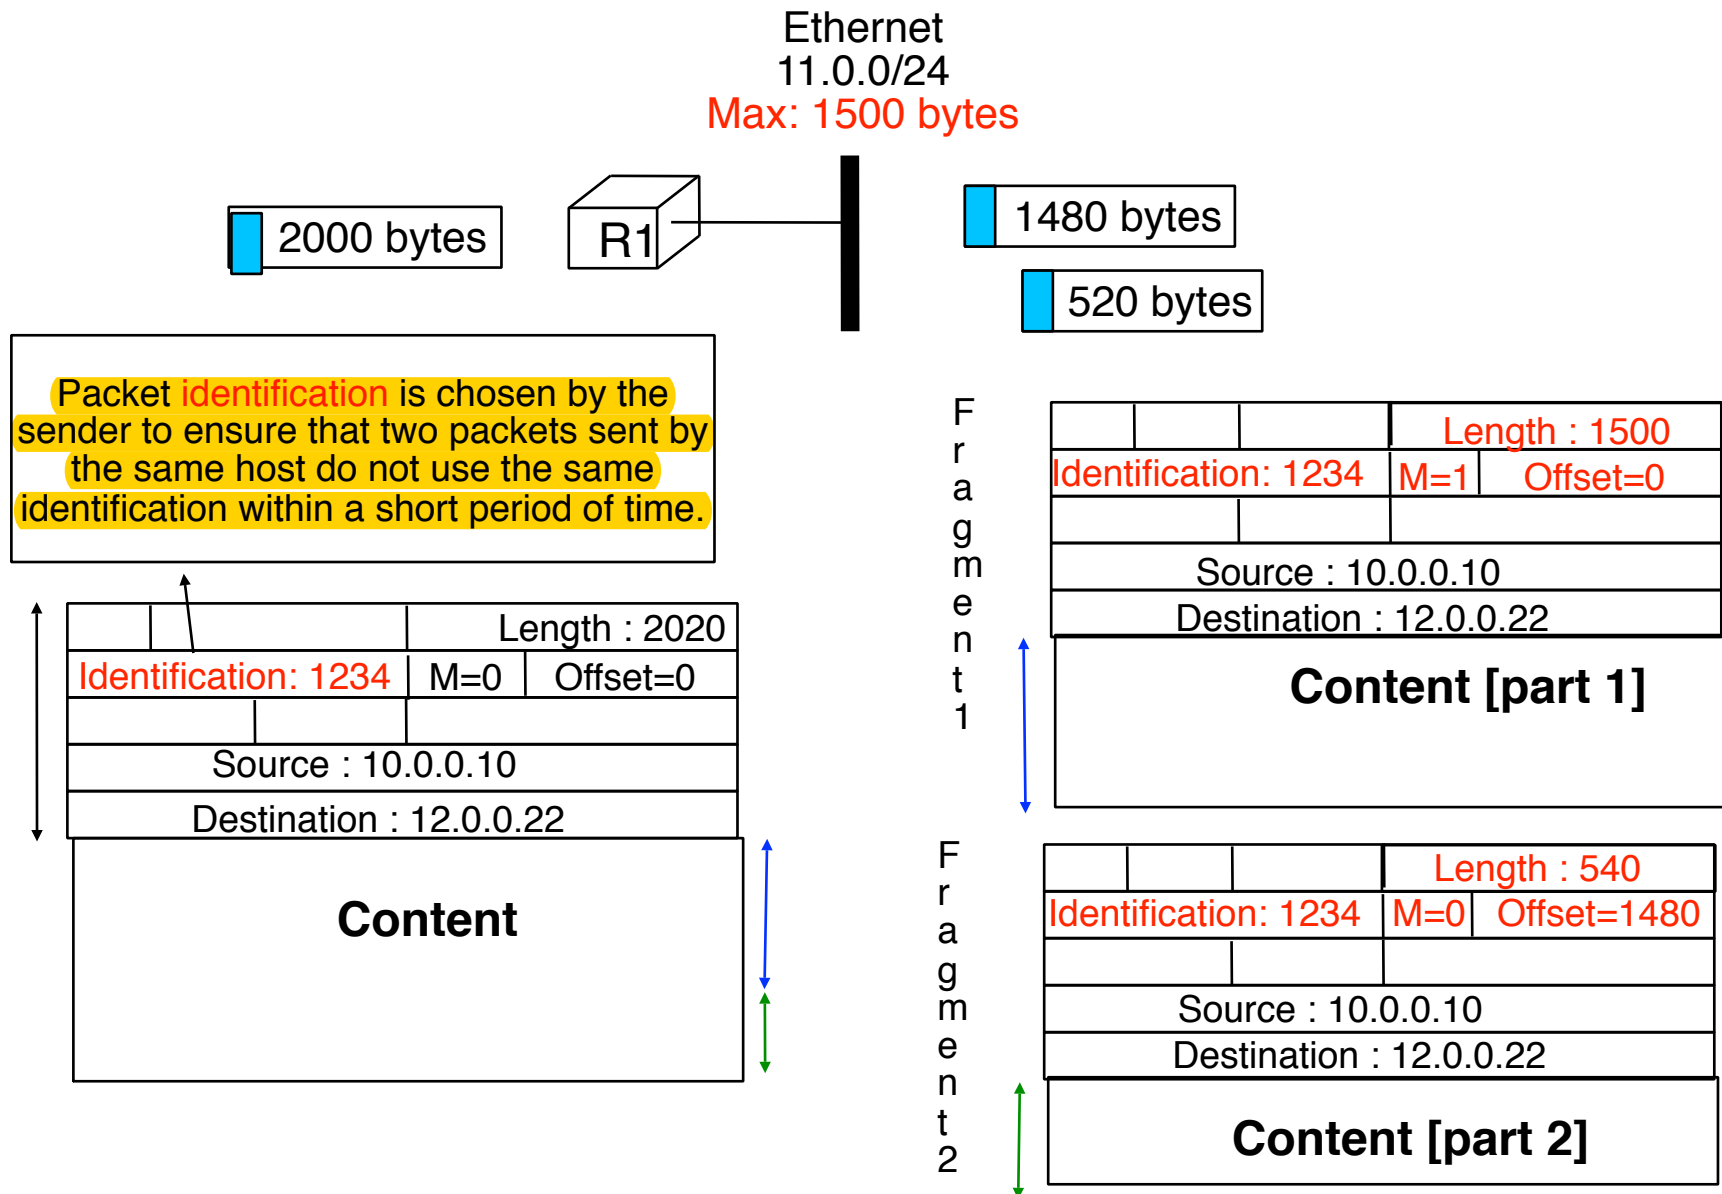 Ethernet
11.0.0/24
Max: 1500 bytes
2000 bytes
R1
1480 bytes
520 bytes
Packet identification is chosen by the
sender to ensure that two packets sent by
the same host do not use the same
identification within a short period of time.
Length : 2020
Identification: 1234 M=0 Offset=0
Source : 10.0.0.10
Destination : 12.0.0.22
Content
Fragment1
Length : 1500
Identification: 1234 M=1 Offset=0
Source : 10.0.0.10
Destination : 12.0.0.22
Content [part 1]
Fragment2
Length : 540
Identification: 1234 M=0 Offset=1480
Source : 10.0.0.10
Destination : 12.0.0.22
Content [part 2]